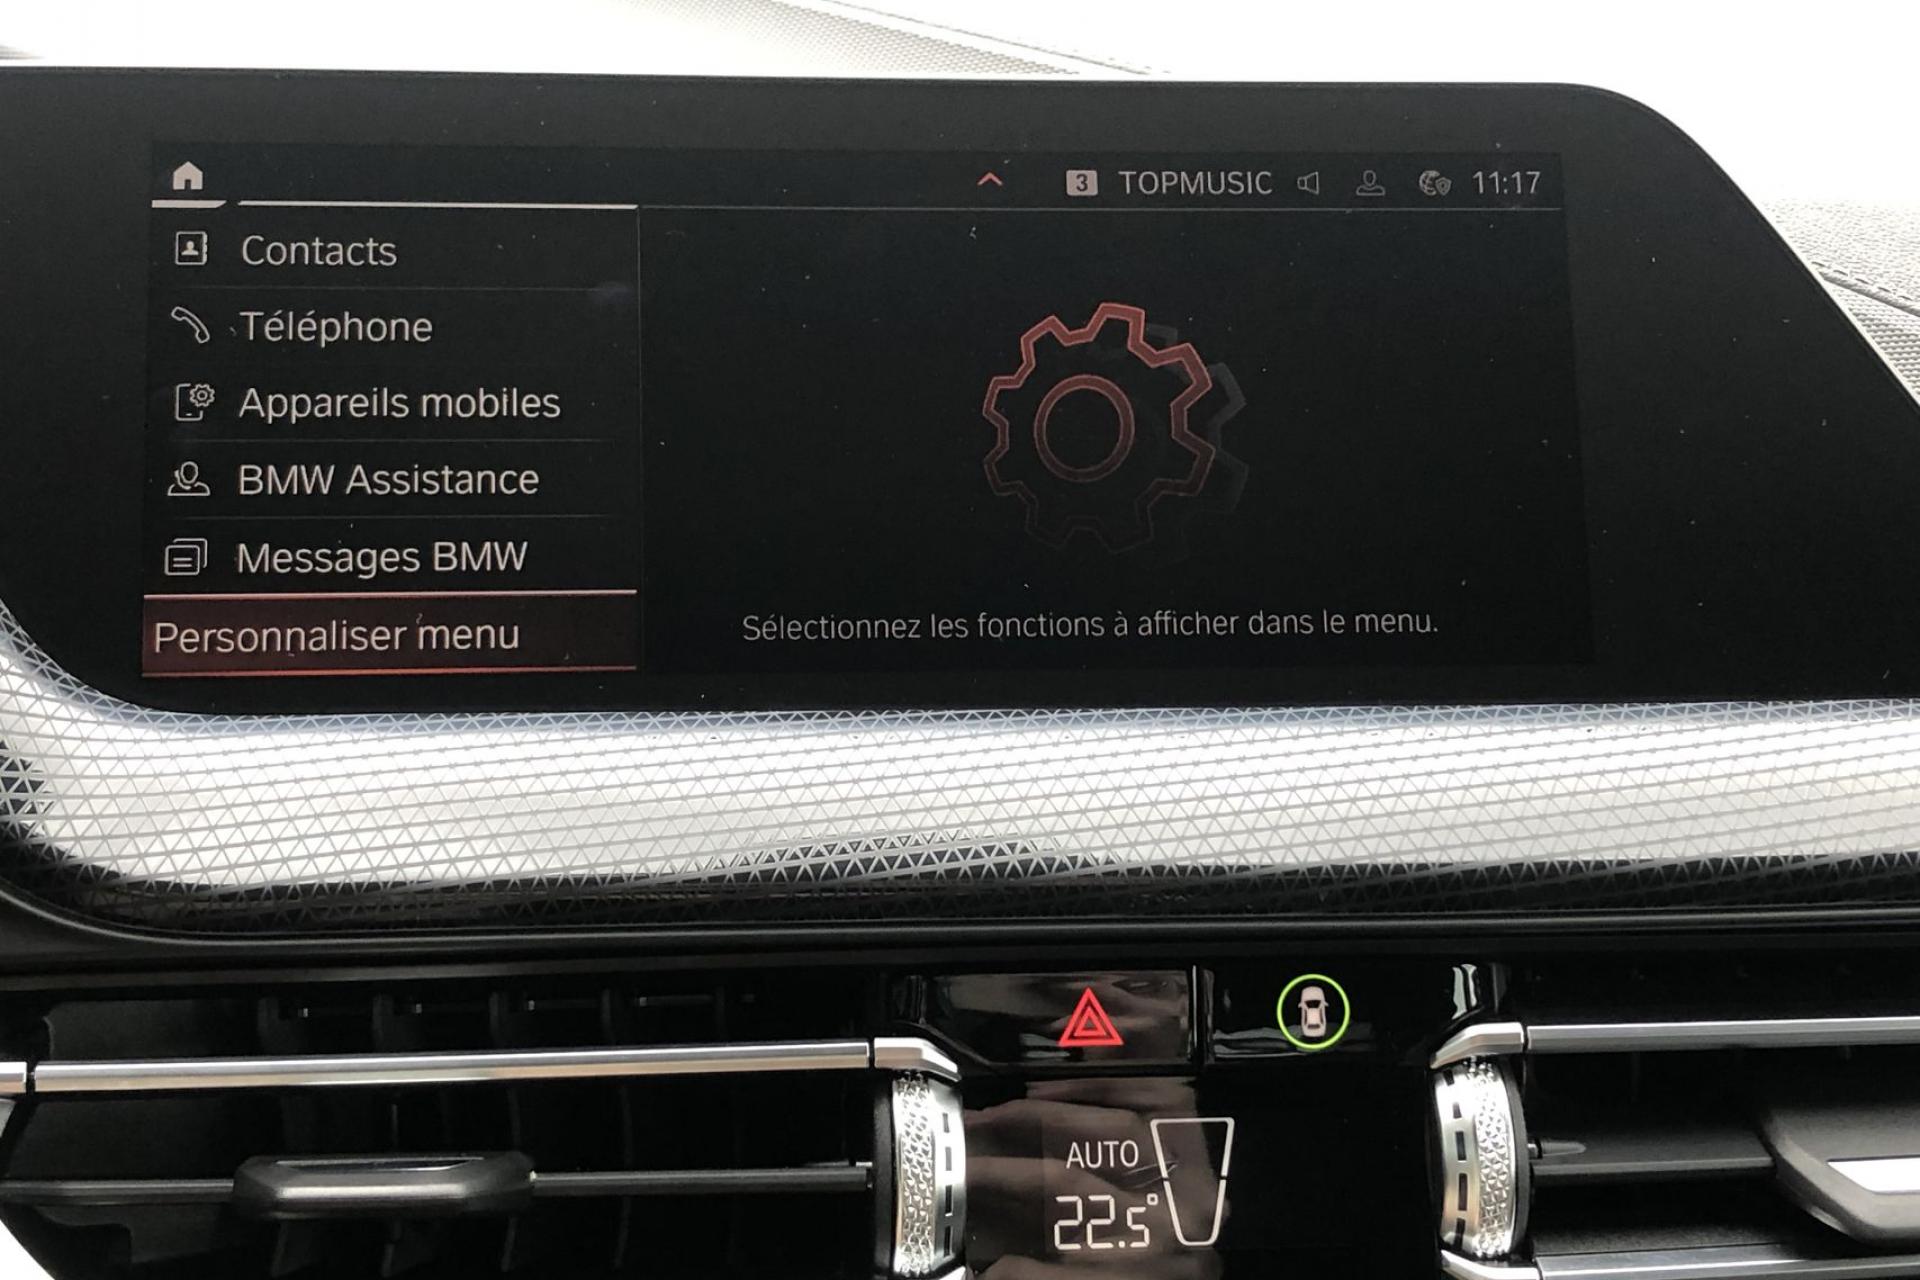 3 TOPMUSIC 11:17
Contacts
Téléphone
Appareils mobiles
BMW Assistance
Messages BMW
Personnaliser menu
Sélectionnez les fonctions à afficher dans le menu.
AUTO
22.5°